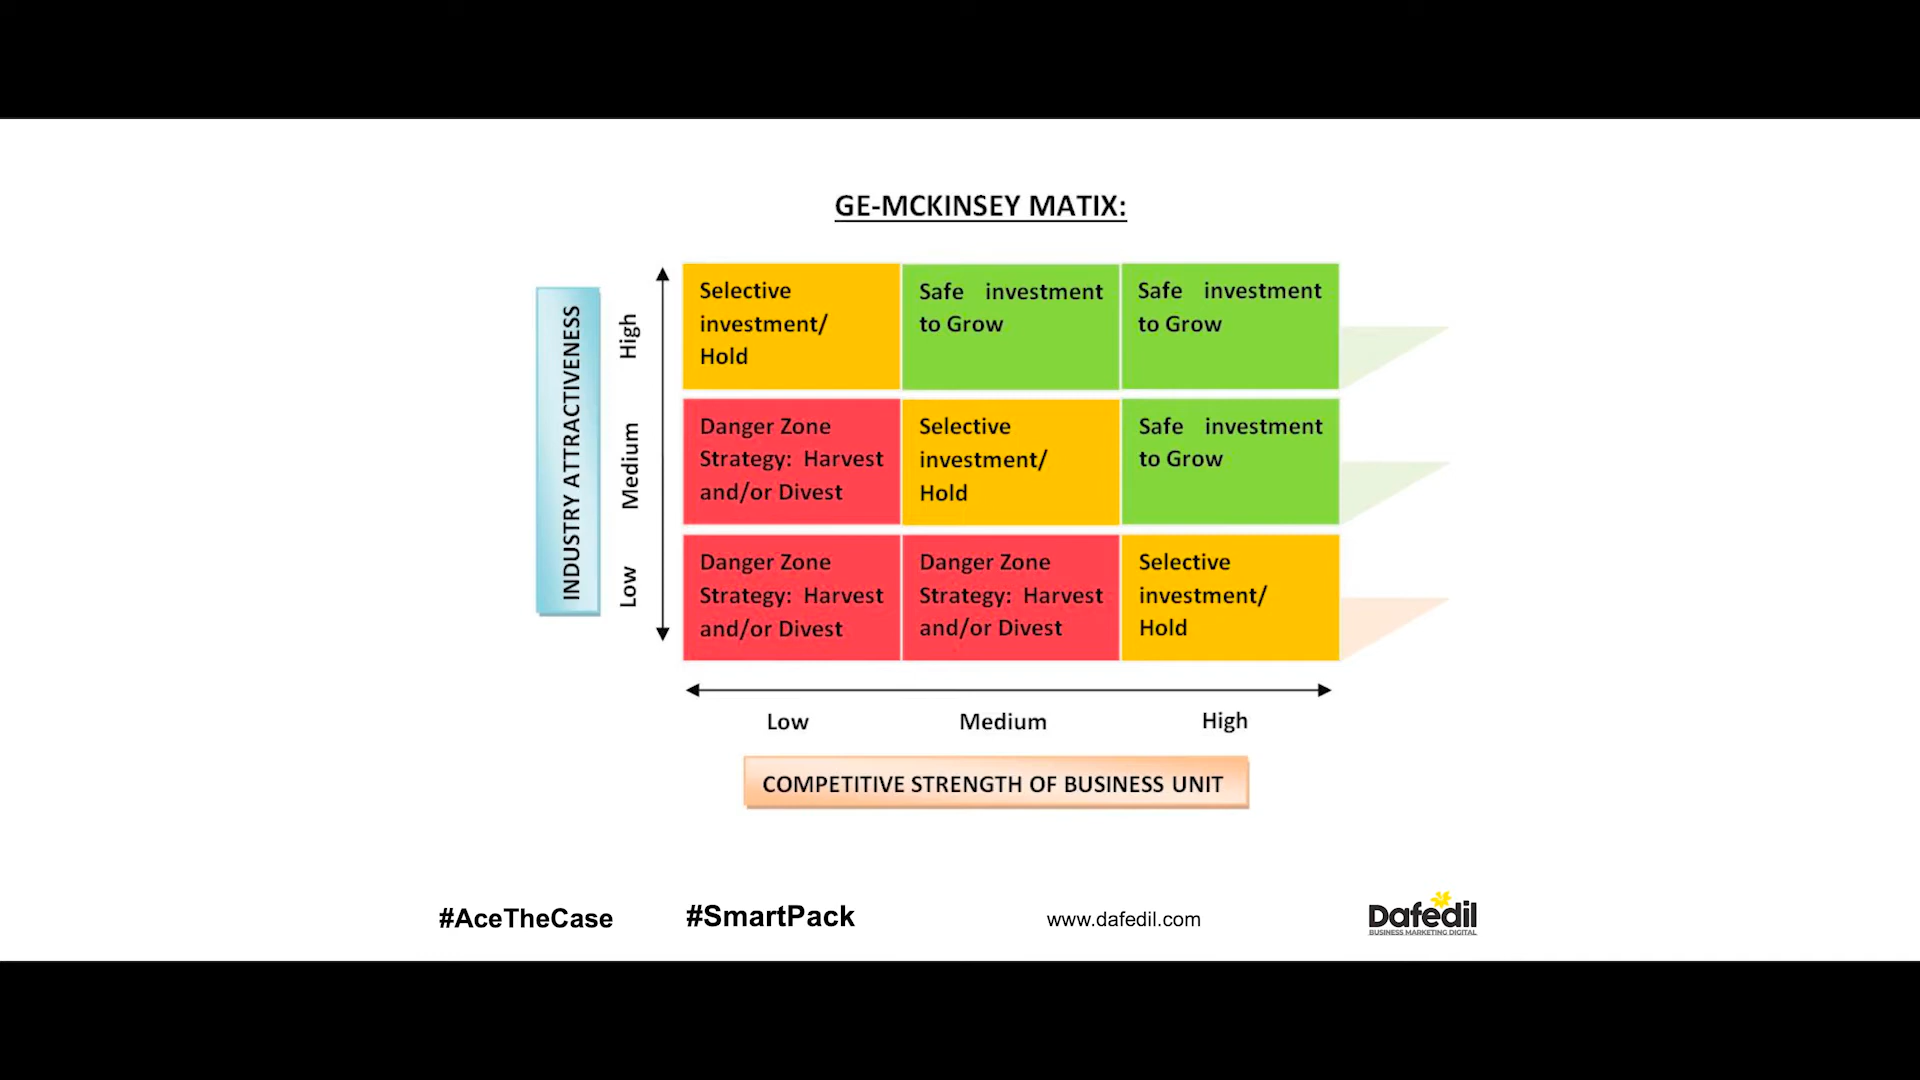 GE-MCKINSEY MATIX:
INDUSTRY ATTRACTIVENESS
High
Medium
Low
Selective
investment/
Hold
Safe investment
to Grow
Safe investment
to Grow
Danger Zone
Strategy: Harvest
and/or Divest
Selective
investment/
Hold
Safe investment
to Grow
Danger Zone
Strategy: Harvest
and/or Divest
Danger Zone
Strategy: Harvest
and/or Divest
Selective
investment/
Hold
Low Medium High
COMPETITIVE STRENGTH OF BUSINESS UNIT
#AceTheCase #SmartPack www.dafedil.com Dafedil
BUSINESS MARKETING DIGITAL